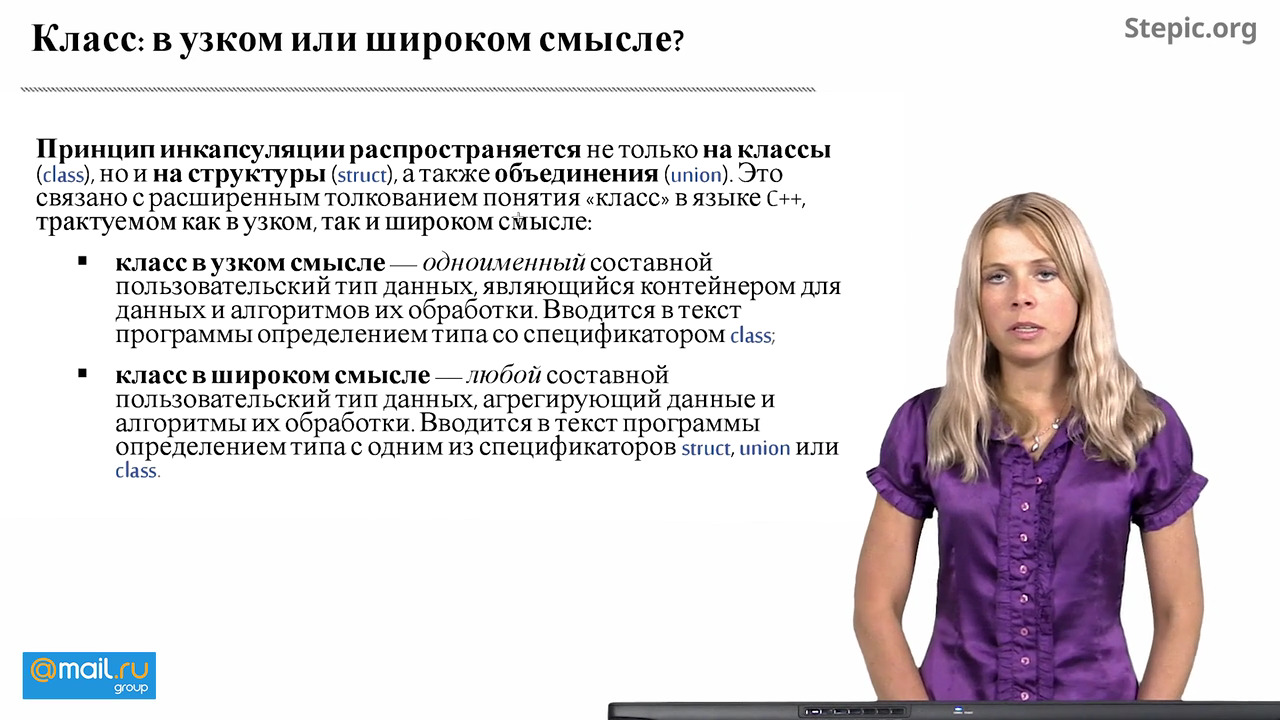 Класс: в узком или широком смысле?
Stepic.org
Принцип инкапсуляции распространяется не только на классы
(class), но и на структуры (struct), а также объединения (union). Это
связано с расширенным толкованием понятия «класс» в языке C++,
трактуемом как в узком, так и широком смысле:
▪ класс в узком смысле — одноименный составной
пользовательский тип данных, являющийся контейнером для
данных и алгоритмов их обработки. Вводится в текст
программы определением типа со спецификатором class;
▪ класс в широком смысле — любой составной
пользовательский тип данных, агрегирующий данные и
алгоритмы их обработки. Вводится в текст программы
определением типа с одним из спецификаторов struct, union или
class.
@mail.ru
group